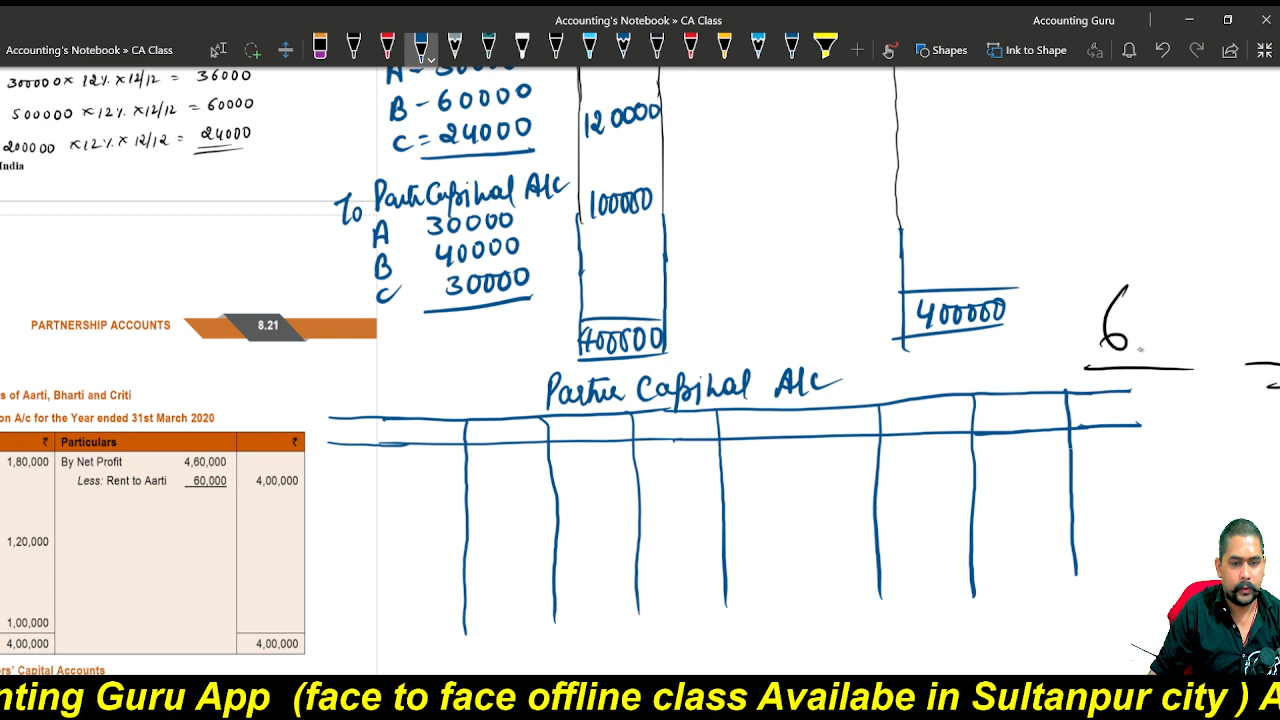 Accounting's Notebook » CA Class
Accounting Guru
Accounting's Notebook » CA Class
Shapes
Ink to Shape
300000 x 12% x 12/12 = 36000
500000 x 12% x 12/12 = 60000
200000 x 12% x 12/12 = 24000
India
B - 60000
C = 24000
120000
To Partn Capital A/c
100000
A 30000
B 40000
C 30000
400000
400000
6
PARTNERSHIP ACCOUNTS
8.21
s of Aarti, Bharti and Criti
on A/c for the Year ended 31st March 2020
₹ Particulars ₹
1,80,000 By Net Profit 4,60,000
Less: Rent to Aarti 60,000 4,00,000
1,20,000
1,00,000
4,00,000 4,00,000
ers' Capital Accounts
Partner Capital A/c
nting Guru App (face to face offline class Availabe in Sultanpur city ) A